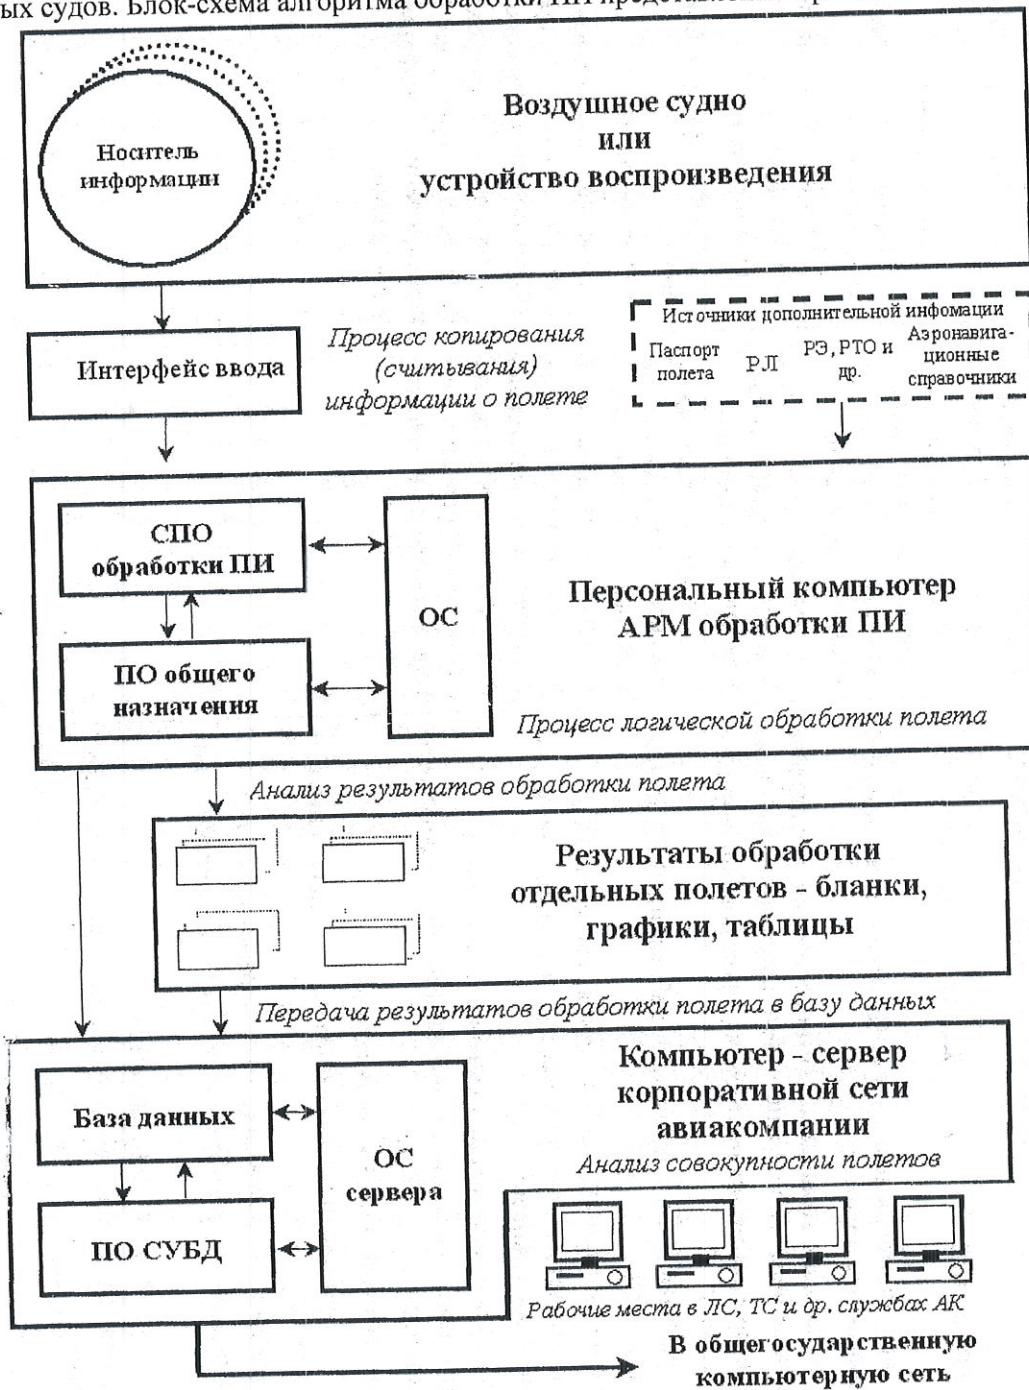 ых судов. Блок-схема алгоритма обработки ПИ
Носитель
информации
Воздушное судно
или
устройство воспроизведения
Интерфейс ввода
Процесс копирования
(считывания)
информации о полете
Источники дополнительной инфомации
Паспорт
полета
РЛ
РЭ, РТО и
др.
Аэронавига-
ционные
справочники
СПО
обработки ПИ
ПО общего
назначения
ОС
Персональный компьютер
АРМ обработки ПИ
Процесс логической обработки полета
Анализ результатов обработки полета
Результаты обработки
отдельных полетов - бланки,
графики, таблицы
Передача результатов обработки полета в базу данных
База данных
ПО СУБД
ОС
сервера
Компьютер - сервер
корпоративной сети
авиакомпании
Анализ совокупности полетов
Рабочие места в ЛС, ТС и др. службах АК
В общегосударственную
компьютерную сеть